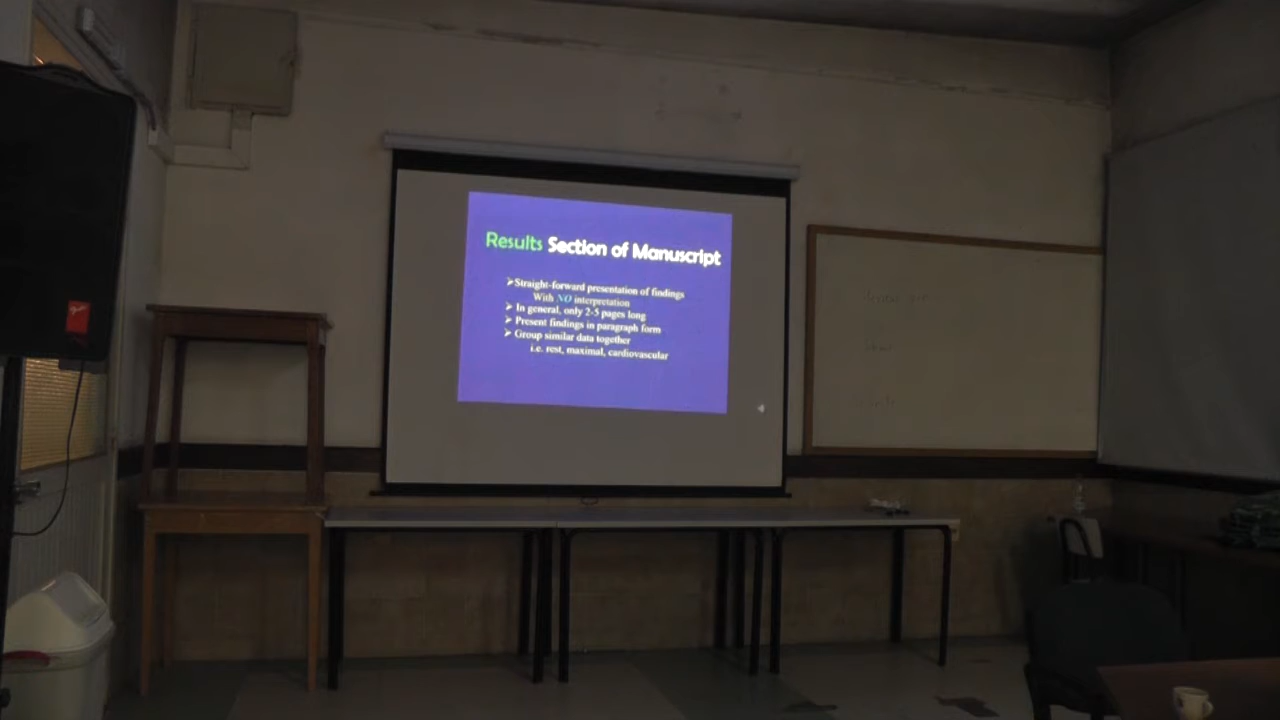 Results Section of Manuscript
➢Straight-forward presentation of findings
With NO interpretation
➢ In general, only 2-5 pages long
➢ Present findings in paragraph form
➢ Group similar data together
i.e. rest, maximal, cardiovascular